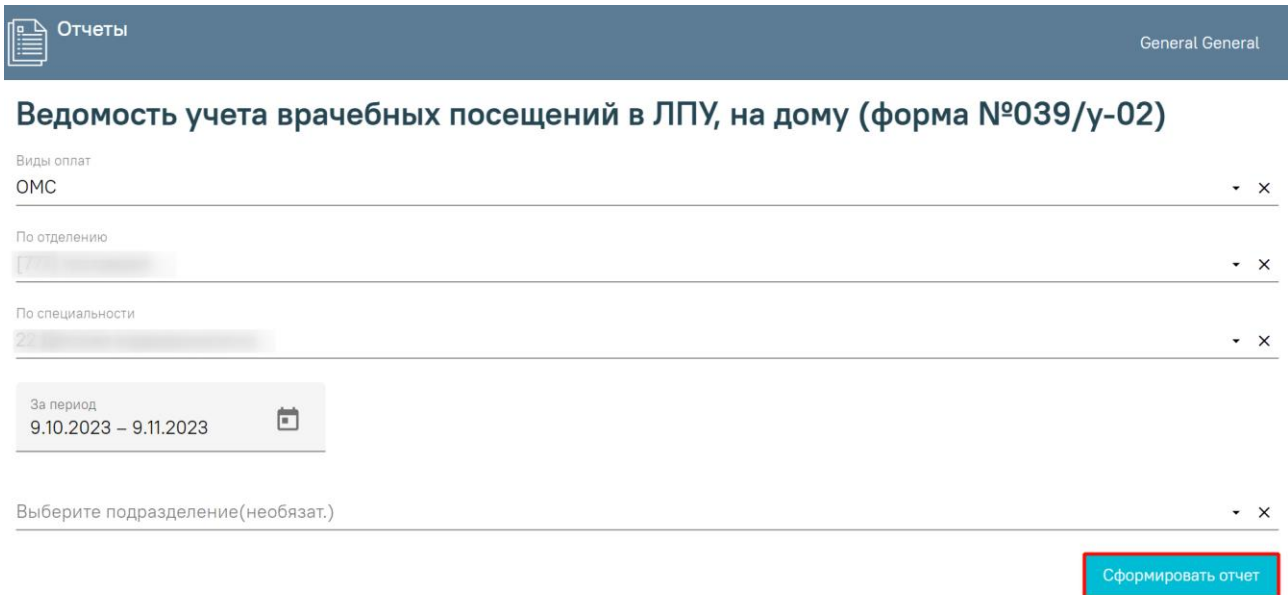 Отчеты
General General
Ведомость учета врачебных посещений в ЛПУ, на дому (форма №039/у-02)
Виды оплат
ОМС
По отделению
По специальности
22
За период
9.10.2023 – 9.11.2023
Выберите подразделение(необязат.)
Сформировать отчет